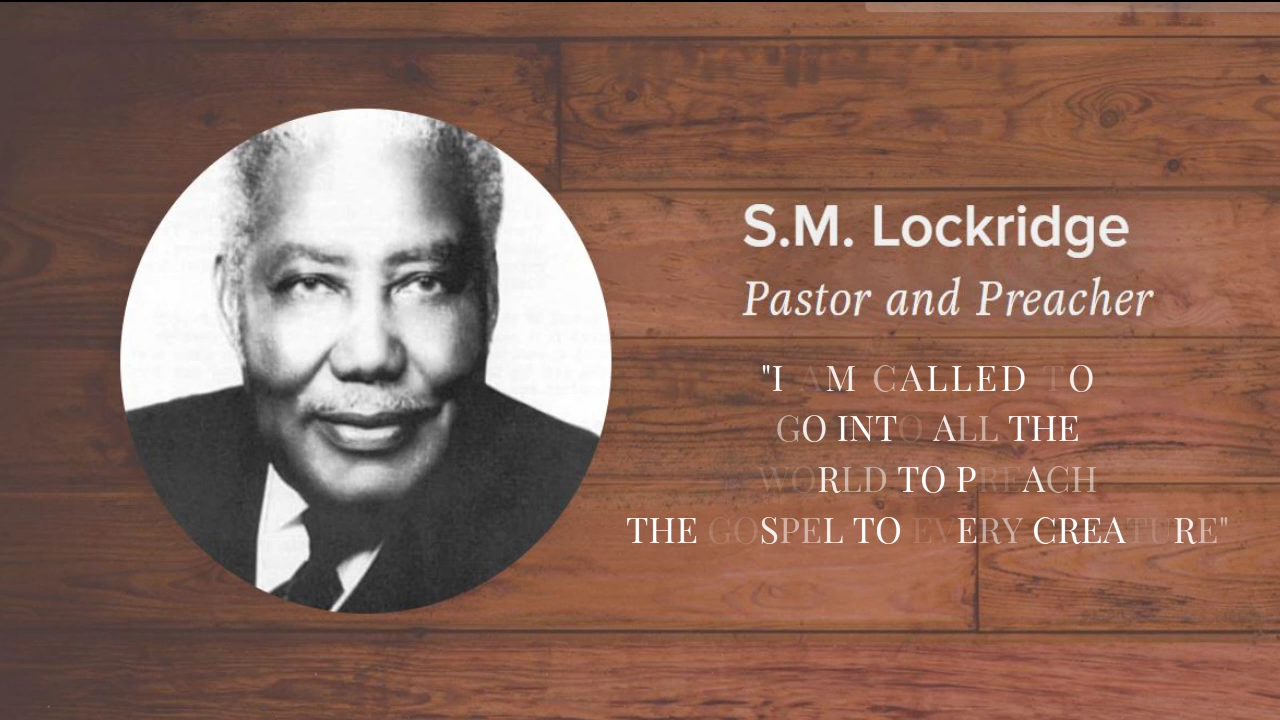 S.M. Lockridge
Pastor and Preacher
"I AM CALLED TO
GO INTO ALL THE
WORLD TO PREACH
THE GOSPEL TO EVERY CREATURE"